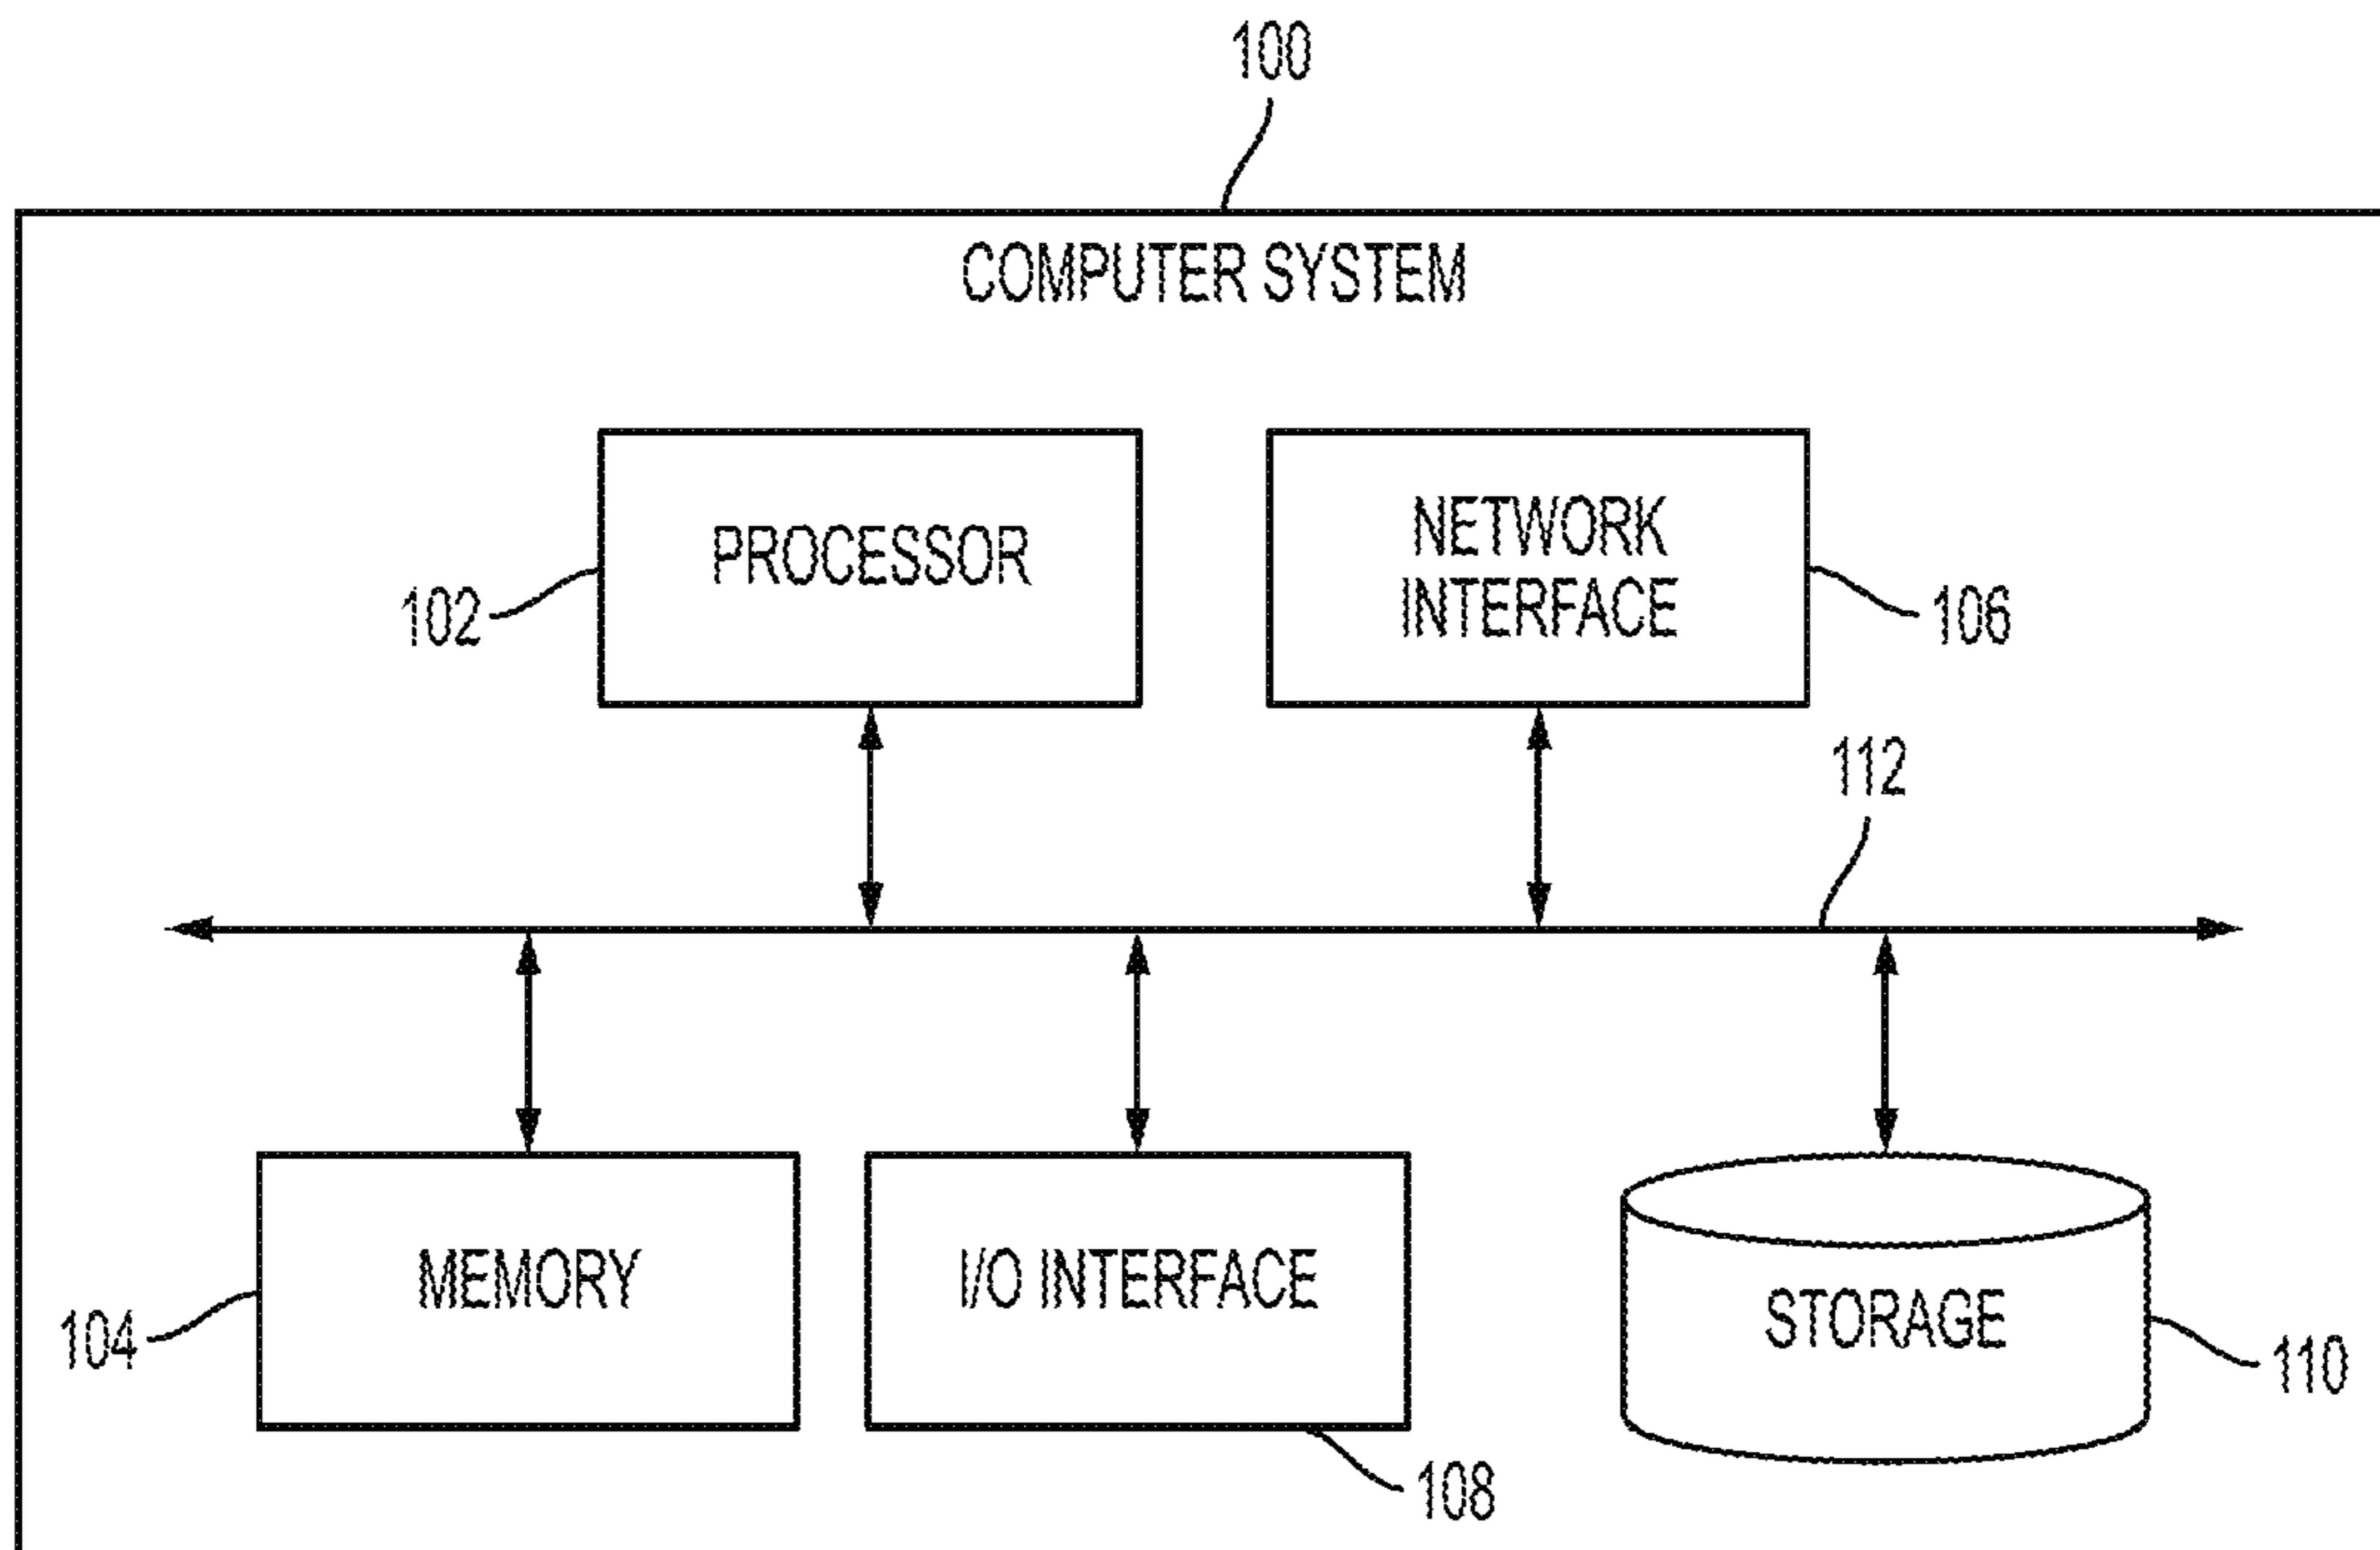 100
COMPUTER SYSTEM
PROCESSOR
NETWORK
INTERFACE
102
106
112
MEMORY
I/O INTERFACE
STORAGE
104
110
108